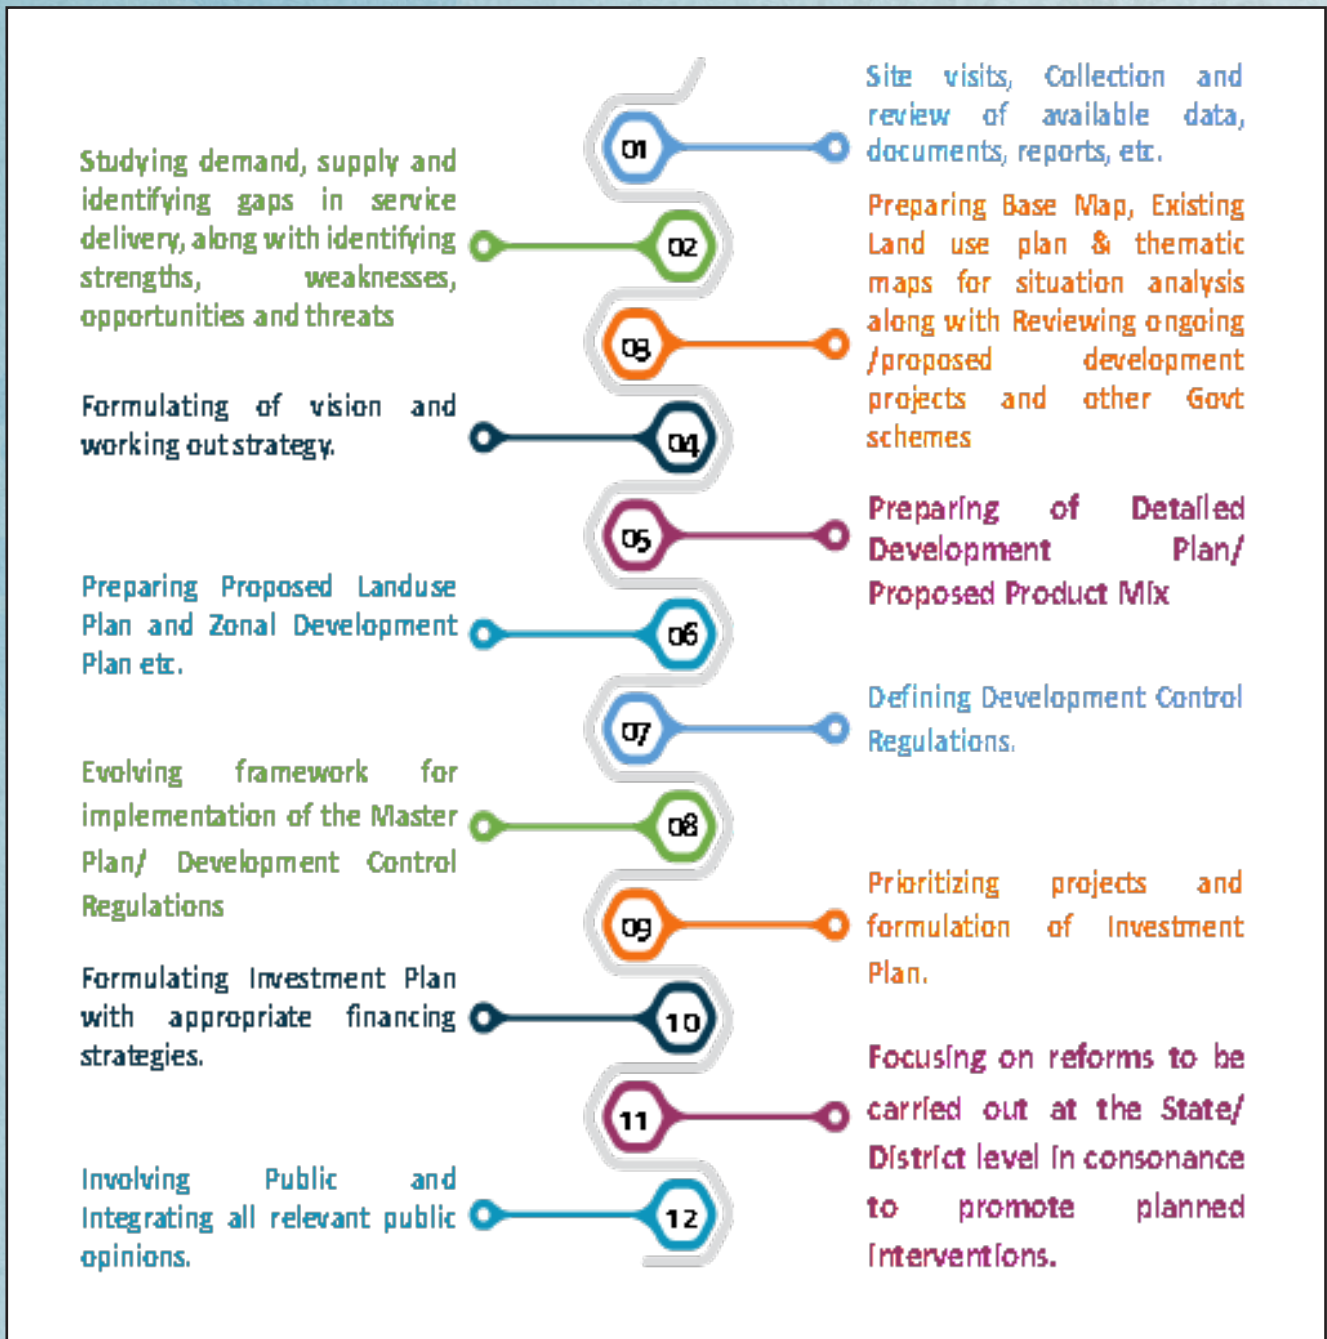 01
Site visits, Collection and
review of available data,
documents, reports, etc.
Studying demand, supply and
identifying gaps in service
delivery, along with identifying
strengths, weaknesses,
opportunities and threats
02
03
Preparing Base Map, Existing
Land use plan & thematic
maps for situation analysis
along with Reviewing ongoing
/proposed development
projects and other Govt
schemes
Formulating of vision and
working out strategy.
04
05
Preparing of Detailed
Development Plan/
Proposed Product Mix
Preparing Proposed Landuse
Plan and Zonal Development
Plan etc.
06
07
Defining Development Control
Regulations.
Evolving framework for
implementation of the Master
Plan/ Development Control
Regulations
08
09
Prioritizing projects and
formulation of Investment
Plan.
Formulating Investment Plan
with appropriate financing
strategies.
10
11
Focusing on reforms to be
carried out at the State/
District level in consonance
to promote planned
interventions.
Involving Public and
Integrating all relevant public
opinions.
12